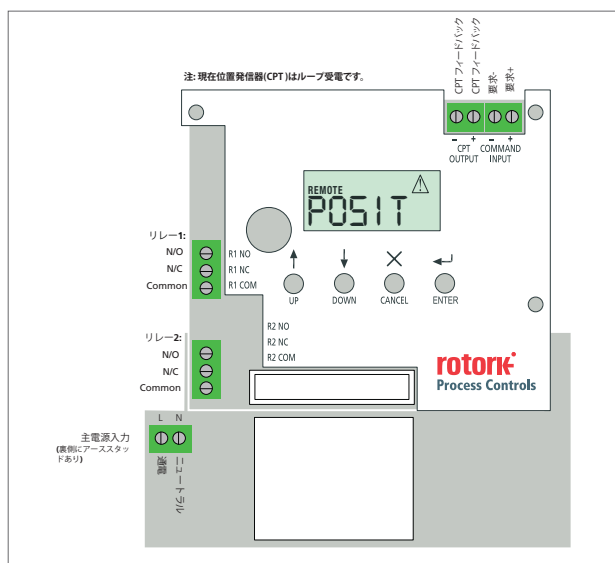 CPT フィードバック
CPT フィードバック
要求-
要求+
注: 現在位置発信器(CPT )はループ受電です。
- + - +
CPT OUTPUT
COMMAND INPUT
REMOTE
POSIT
リレー1:
N/O R1 NO
N/C R1 NC
Common R1 COM
UP DOWN CANCEL ENTER
R2 NO
R2 NC
R2 COM
リレー2:
N/O
N/C
Common
rotork
Process Controls
L N
主電源入力
(裏側にアーススタッ
ドあり)
通電
ニュートラル